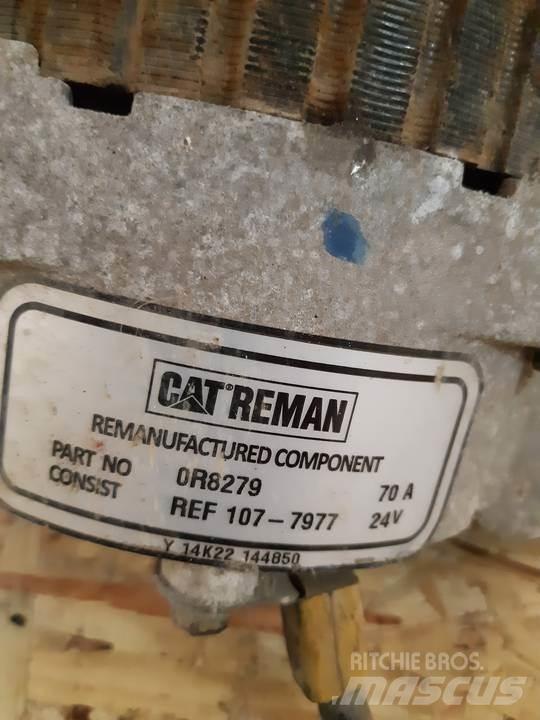 CAT® REMAN
REMANUFACTURED COMPONENT
PART NO 0R8279 70 A
CONSIST REF 107-7977 24V
Y 14K22 144850
RITCHIE BROS.
MASCUS